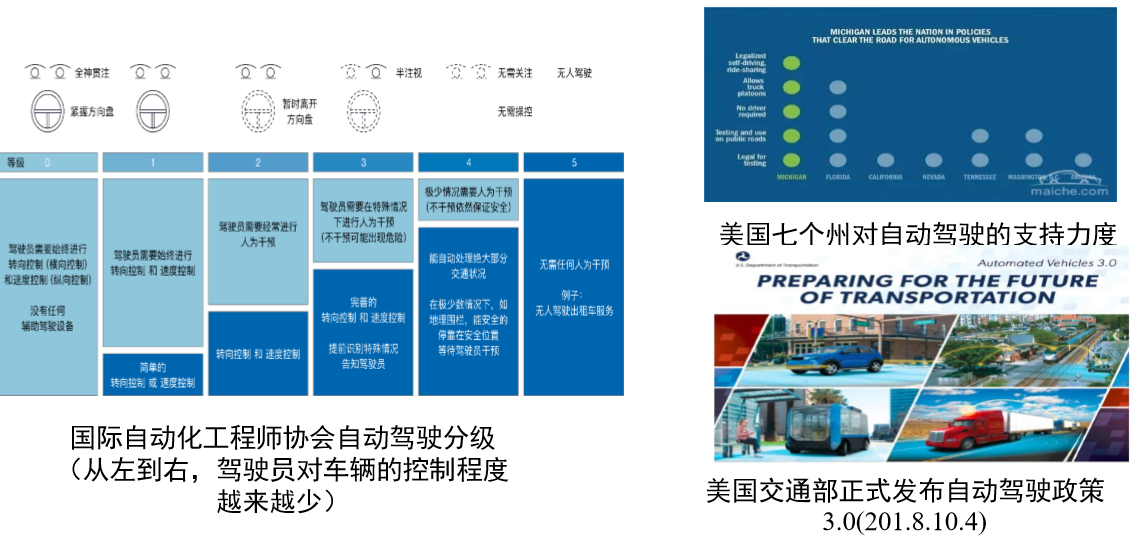 全神贯注
半注视
无需关注
无人驾驶
紧握方向盘
暂时离开
方向盘
无需操控
等级 0 1 2 3 4 5
驾驶员需要始终进行
转向控制 (横向控制)
和速度控制 (纵向控制)
没有任何
辅助驾驶设备
驾驶员需要始终进行
转向控制 和 速度控制
简单的
转向控制 或 速度控制
驾驶员需要经常进行
人为干预
转向控制 和 速度控制
驾驶员需在特殊情况
下进行人为干预
(不干预可能出现危险)
完善的
转向控制 和 速度控制
提前识别特殊情况
告知驾驶员
极少情况需要人为干预
(不干预依然保证安全)
能自动处理绝大部分
交通状况
在极少数情况下，如
地理围栏，能安全的
停靠在安全位置
等待驾驶员干预
无需任何人为干预
例子：
无人驾驶出租车服务
国际自动化工程师协会自动驾驶分级
（从左到右，驾驶员对车辆的控制程度
越来越少）
MICHIGAN LEADS THE NATION IN POLICIES
THAT CLEAR THE ROAD FOR AUTONOMOUS VEHICLES
Legalized
self-driving,
ride-sharing
Allows
truck
platoons
No driver
required
Testing and use
on public roads
Legal for
testing
MICHIGAN FLORIDA CALIFORNIA NEVADA TENNESSEE WASHINGTON, D.C. ARIZONA
maiche.com
美国七个州对自动驾驶的支持力度
U.S. Department of Transportation
Automated Vehicles 3.0
PREPARING FOR THE FUTURE
OF TRANSPORTATION
美国交通部正式发布自动驾驶政策
3.0(201.8.10.4)